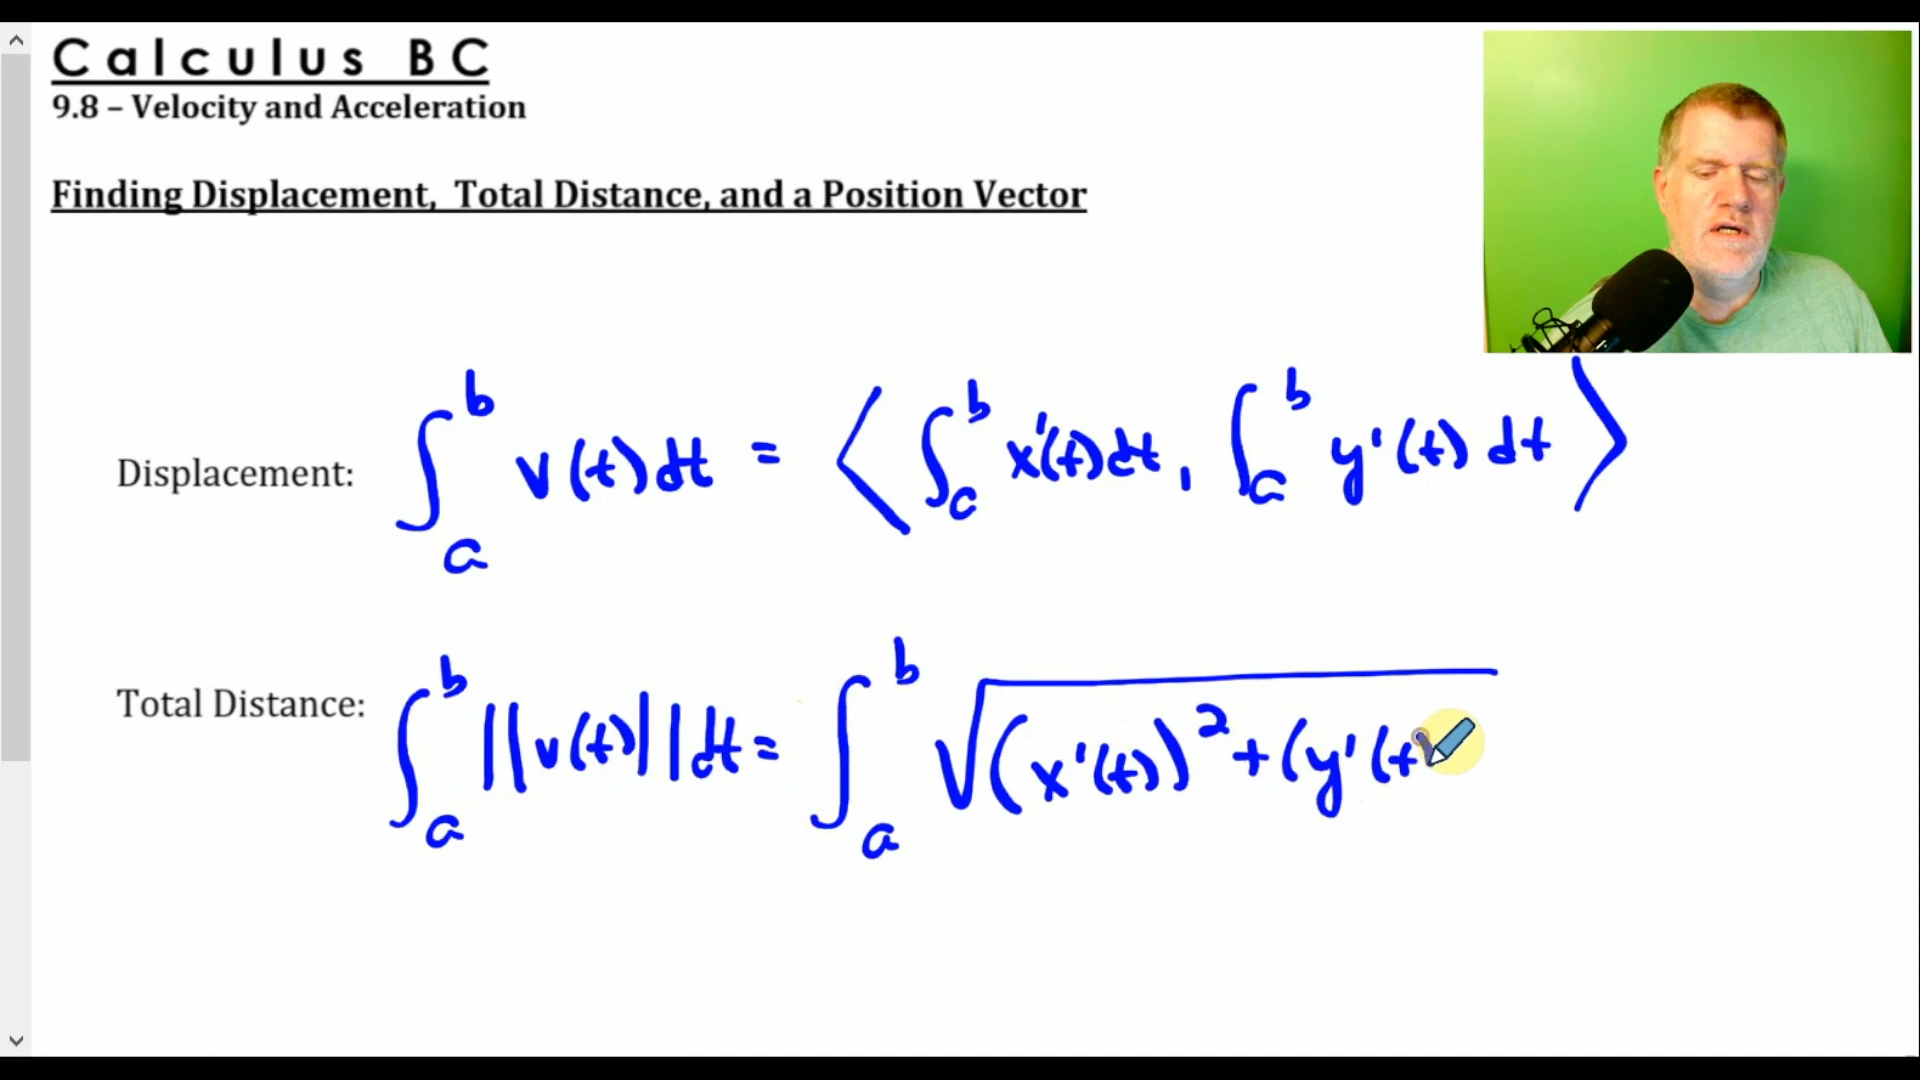 Calculus BC
9.8 – Velocity and Acceleration
Finding Displacement, Total Distance, and a Position Vector
Displacement: ∫_a^b v(t)dt = ⟨∫_a^b x'(t)dt, ∫_a^b y'(t)dt⟩
Total Distance: ∫_a^b ||v(t)||dt = ∫_a^b √(x'(t))²+(y'(t